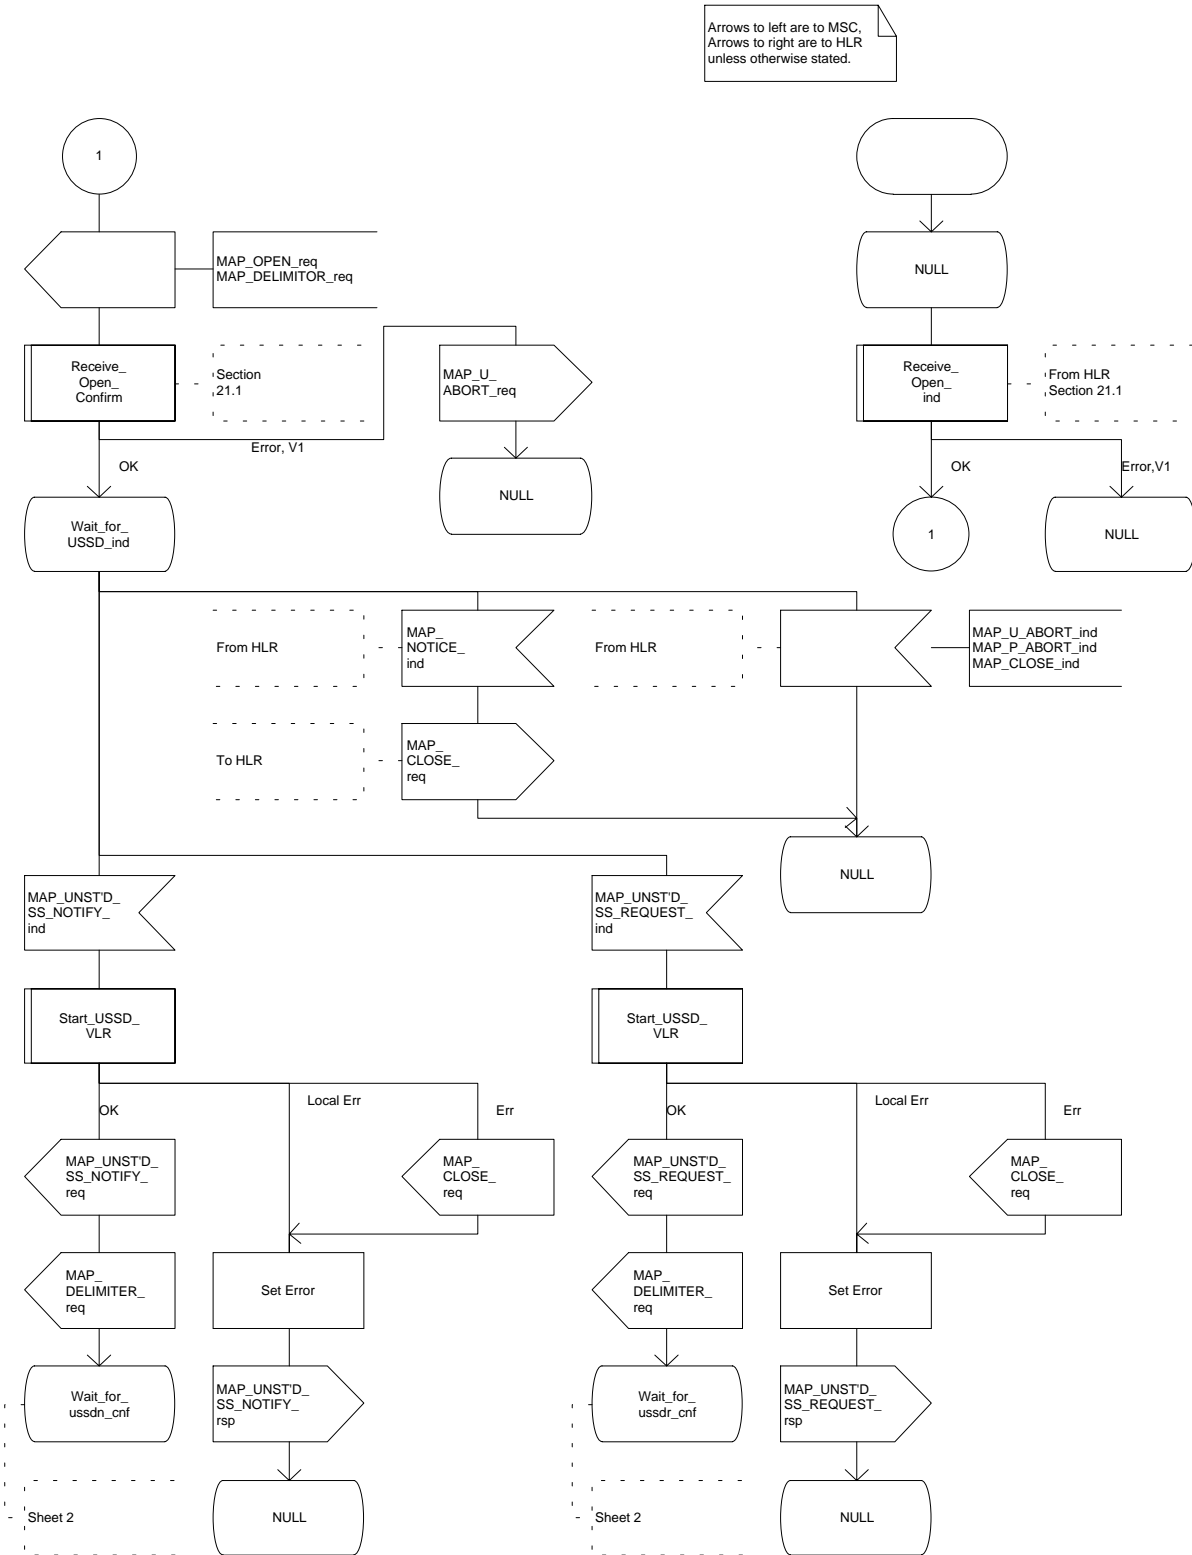 Arrows to left are to MSC,
Arrows to right are to HLR
unless otherwise stated.
1
MAP_OPEN_req
MAP_DELIMITOR_req
NULL
Receive_
Open_
Confirm
Section
21.1
MAP_U_
ABORT_req
Receive_
Open_
ind
From HLR
Section 21.1
Error, V1
OK
OK
Error,V1
NULL
Wait_for_
USSD_ind
1
NULL
From HLR
MAP_
NOTICE_
ind
From HLR
MAP_U_ABORT_ind
MAP_P_ABORT_ind
MAP_CLOSE_ind
To HLR
MAP_
CLOSE_
req
NULL
MAP_UNST'D_
SS_NOTIFY_
ind
MAP_UNST'D_
SS_REQUEST_
ind
Start_USSD_
VLR
Start_USSD_
VLR
OK
Local Err
Err
OK
Local Err
Err
MAP_UNST'D_
SS_NOTIFY_
req
MAP_
CLOSE_
req
MAP_UNST'D_
SS_REQUEST_
req
MAP_
CLOSE_
req
MAP_
DELIMITER_
req
Set Error
MAP_
DELIMITER_
req
Set Error
Wait_for_
ussdn_cnf
MAP_UNST'D_
SS_NOTIFY_
rsp
Wait_for_
ussdr_cnf
MAP_UNST'D_
SS_REQUEST_
rsp
Sheet 2
NULL
Sheet 2
NULL